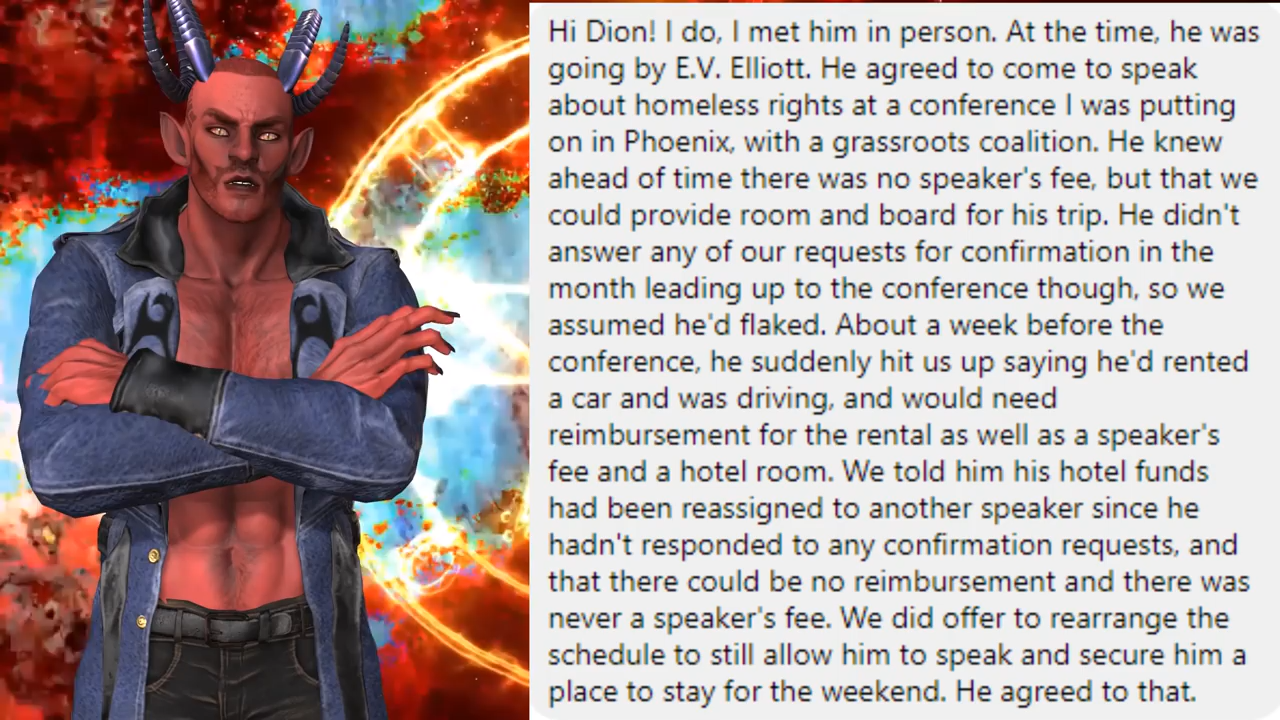 Hi Dion! I do, I met him in person. At the time, he was
going by E.V. Elliott. He agreed to come to speak
about homeless rights at a conference I was putting
on in Phoenix, with a grassroots coalition. He knew
ahead of time there was no speaker's fee, but that we
could provide room and board for his trip. He didn't
answer any of our requests for confirmation in the
month leading up to the conference though, so we
assumed he'd flaked. About a week before the
conference, he suddenly hit us up saying he'd rented
a car and was driving, and would need
reimbursement for the rental as well as a speaker's
fee and a hotel room. We told him his hotel funds
had been reassigned to another speaker since he
hadn't responded to any confirmation requests, and
that there could be no reimbursement and there was
never a speaker's fee. We did offer to rearrange the
schedule to still allow him to speak and secure him a
place to stay for the weekend. He agreed to that.